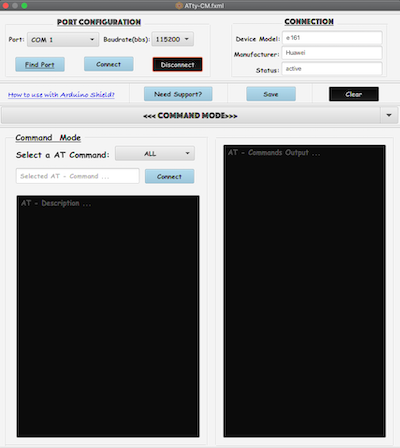 ATty-CM.fxml
PORT CONFIGURATION
Port: COM 1 Baudrate(bbs): 115200
Find Port Connect Disconnect
CONNECTION
Device Model: e161
Manufacturer: Huawei
Status: active
How to use with Arduino Shield? Need Support? Save Clear
<<< COMMAND MODE>>>
Command Mode
Select a AT Command: ALL
Selected AT - Command ... Connect
AT - Description ...
AT - Commands Output ...